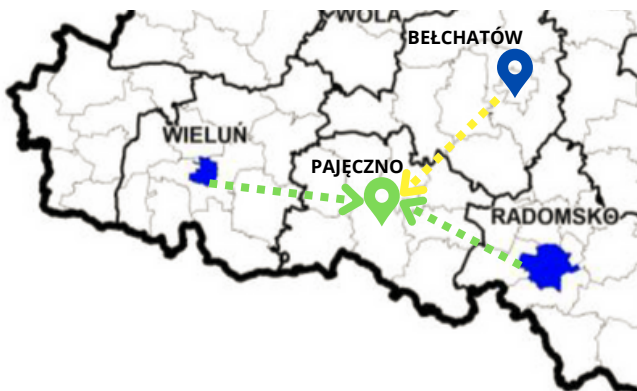 WOLA
BEŁCHATÓW
WIELUŃ
PAJĘCZNO
RADOMSKO